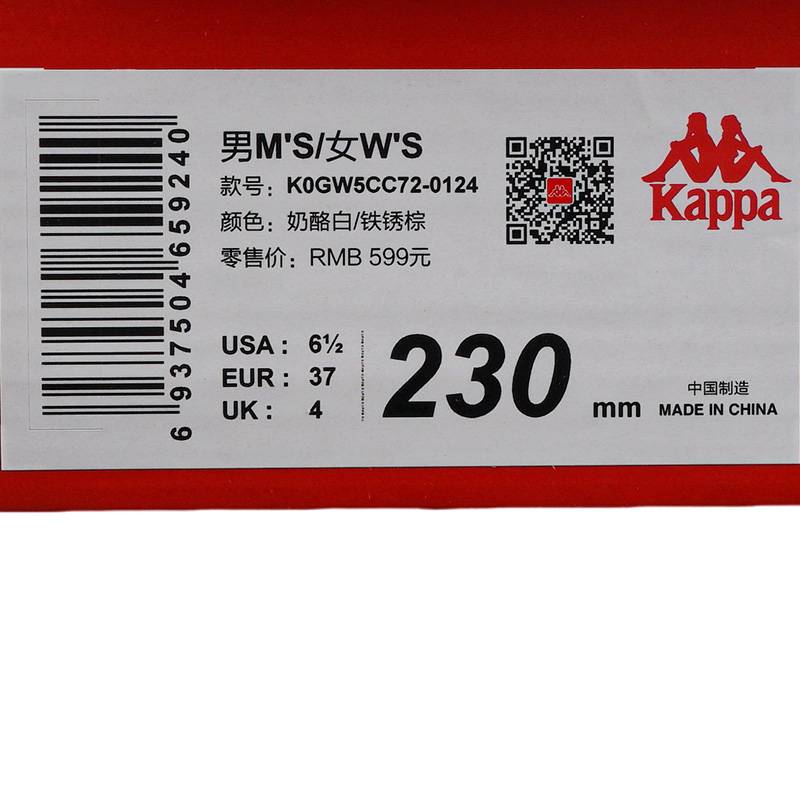 男M'S/女W'S
款号：K0GW5CC72-0124
颜色：奶酪白/铁锈棕
零售价：RMB 599元
Kappa
6937504659240
USA： 6½
EUR： 37
UK： 4
230 mm
中国制造
MADE IN CHINA